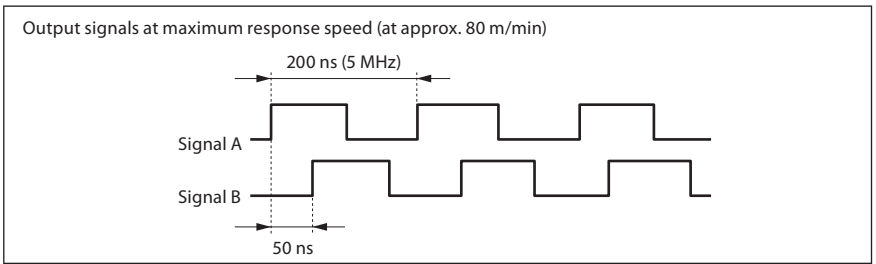 Output signals at maximum response speed (at approx. 80 m/min)
200 ns (5 MHz)
Signal A
Signal B
50 ns